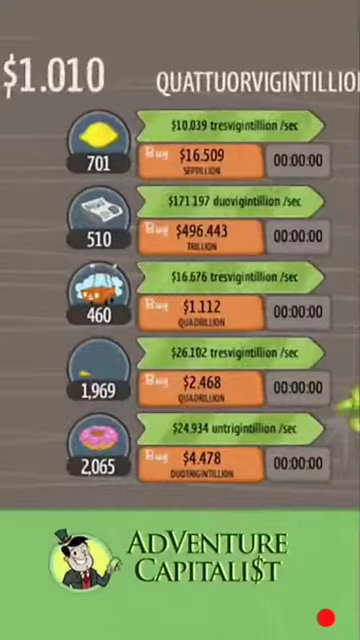 $1.010 QUATTUORVIGINTILLIO
$10.039 tresvigintillion /sec
701
Buy $16.509
SEPTILLION
00:00:00
NEWS
$171.197 duovigintillion /sec
510
Buy $496.443
TRILLION
00:00:00
$16.676 tresvigintillion /sec
460
Buy $1.112
QUADRILLION
00:00:00
$26.102 tresvigintillion /sec
1,969
Buy $2.468
QUADRILLION
00:00:00
$24.934 untrigintillion /sec
2,065
Buy $4.478
DUOTRIGINTILLION
00:00:00
ADVENTURE
CAPITALI$T